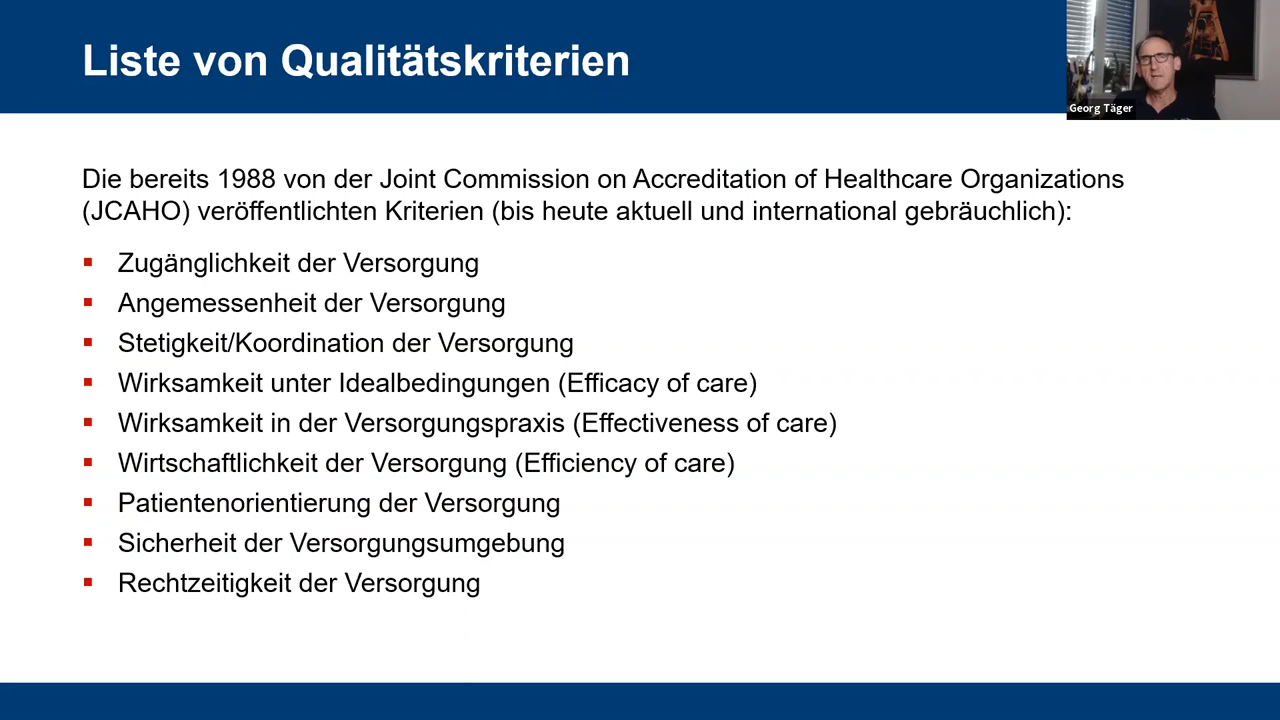 Liste von Qualitätskriterien
Georg Täger
Die bereits 1988 von der Joint Commission on Accreditation of Healthcare Organizations
(JCAHO) veröffentlichten Kriterien (bis heute aktuell und international gebräuchlich):
Zugänglichkeit der Versorgung
Angemessenheit der Versorgung
Stetigkeit/Koordination der Versorgung
Wirksamkeit unter Idealbedingungen (Efficacy of care)
Wirksamkeit in der Versorgungspraxis (Effectiveness of care)
Wirtschaftlichkeit der Versorgung (Efficiency of care)
Patientenorientierung der Versorgung
Sicherheit der Versorgungsumgebung
Rechtzeitigkeit der Versorgung